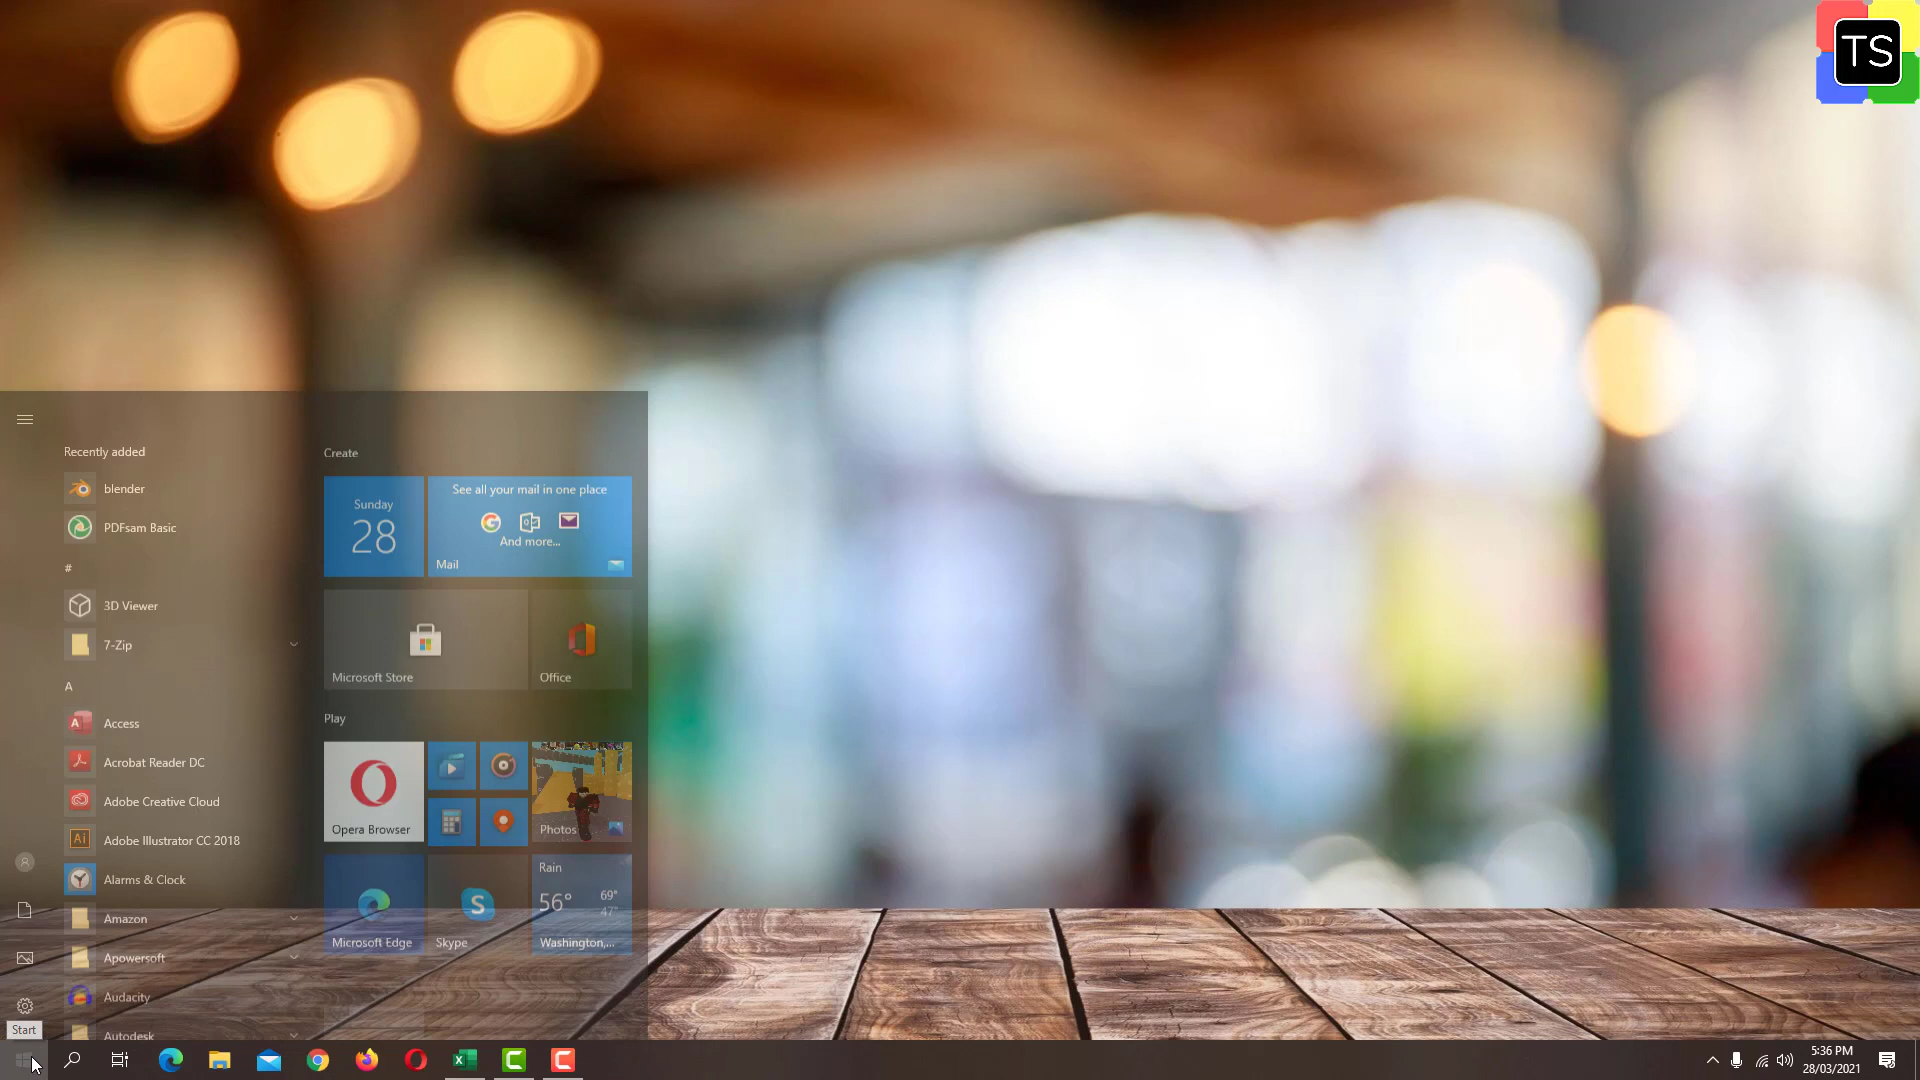 TS
Recently added
blender
PDFsam Basic
#
3D Viewer
7-Zip
A
Access
Acrobat Reader DC
Adobe Creative Cloud
Adobe Illustrator CC 2018
Alarms & Clock
Amazon
Apowersoft
Audacity
Autodesk
Create
Sunday
28
See all your mail in one place
And more...
Mail
Microsoft Store
Office
Play
Opera Browser
Photos
Microsoft Edge
Skype
Rain
56° 69°
47°
Washington,...
Start
5:36 PM
28/03/2021